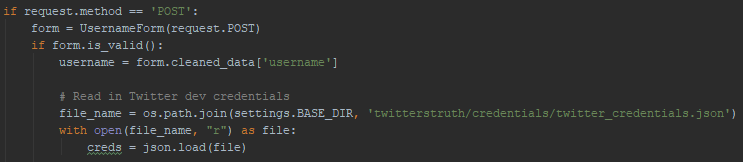 if request.method == 'POST':
form = UsernameForm(request.POST)
if form.is_valid():
username = form.cleaned_data['username']
# Read in Twitter dev credentials
file_name = os.path.join(settings.BASE_DIR, 'twitterstruth/credentials/twitter_credentials.json')
with open(file_name, "r") as file:
creds = json.load(file)